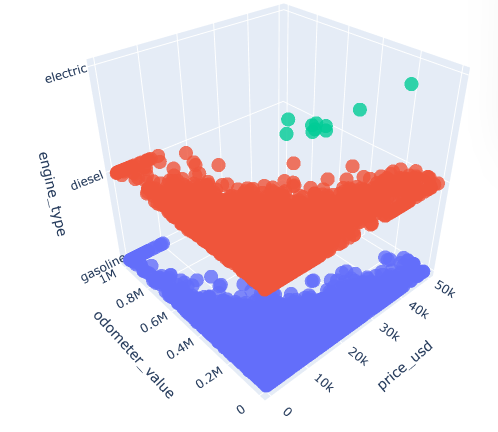 electric
diesel
gasoline
engine_type
1M
0.8M
0.6M
0.4M
0.2M
0
odometer_value
0
10k
20k
30k
40k
50k
price_usd